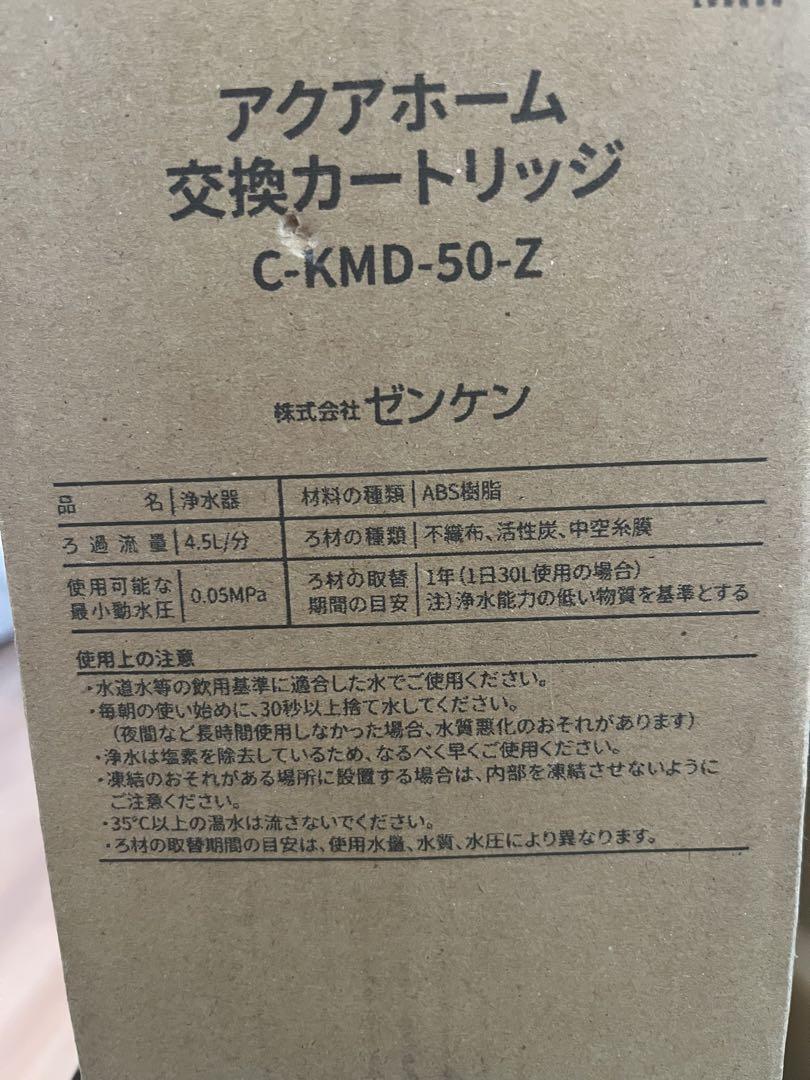 アクアホーム
交換カートリッジ
C-KMD-50-Z
株式会社ゼンケン
品名 浄水器 材料の種類 ABS樹脂
ろ過流量 4.5L/分 ろ材の種類 不織布、活性炭、中空糸膜
使用可能な最小動水圧 0.05MPa ろ材の取替期間の目安 1年(1日30L使用の場合)
注)浄水能力の低い物質を基準とする
使用上の注意
・水道水等の飲用基準に適合した水でご使用ください。
・毎朝の使い始めに、30秒以上捨て水してください。
(夜間など長時間使用しなかった場合、水質悪化のおそれがあります)
・浄水は塩素を除去しているため、なるべく早くご使用ください。
・凍結のおそれがある場所に設置する場合は、内部を凍結させないように
ご注意ください。
・35℃以上の湯水は流さないでください。
・ろ材の取替期間の目安は、使用水量、水質、水圧により異なります。